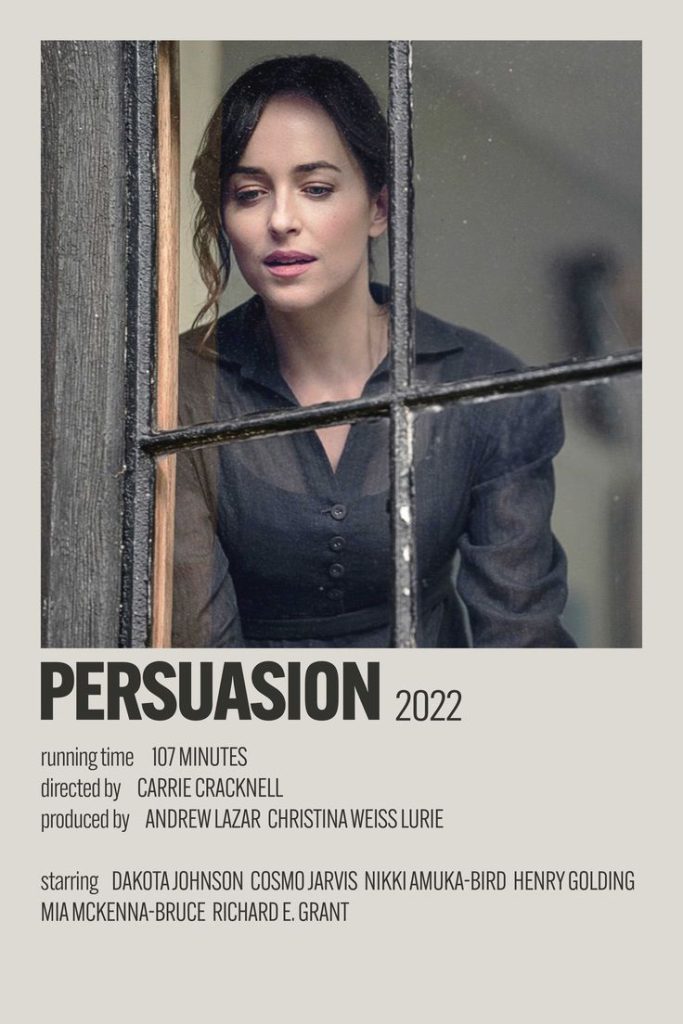 PERSUASION 2022
running time 107 MINUTES
directed by CARRIE CRACKNELL
produced by ANDREW LAZAR CHRISTINA WEISS LURIE
starring DAKOTA JOHNSON COSMO JARVIS NIKKI AMUKA-BIRD HENRY GOLDING
MIA MCKENNA-BRUCE RICHARD E. GRANT